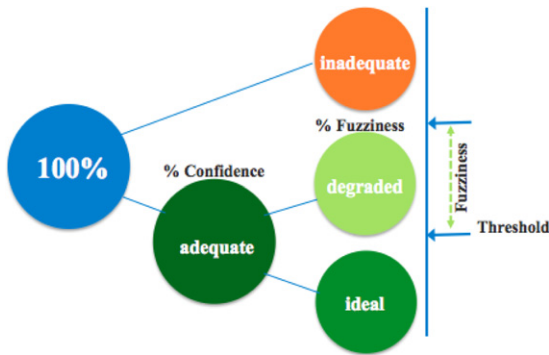 inadequate
% Fuzziness
100%
% Confidence
degraded
Fuzziness
Threshold
adequate
ideal